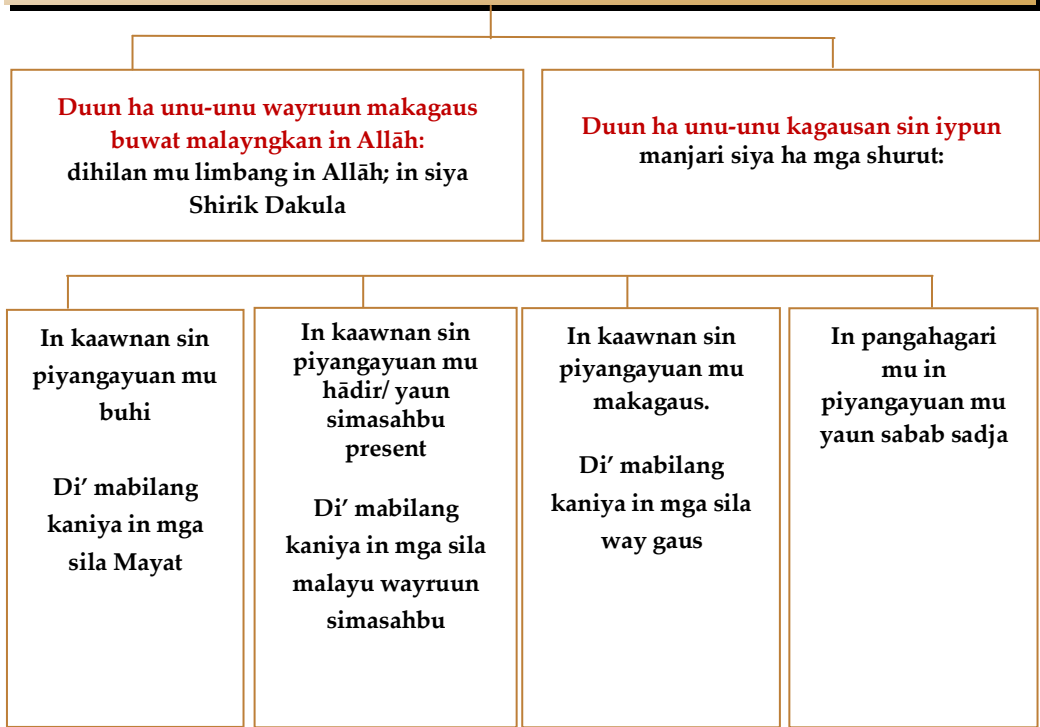 Duun ha unu-unu wayruun makagaus
buwat malayngkan in Allāh:
dihilan mu limbang in Allāh; in siya
Shirik Dakula
Duun ha unu-unu kagausan sin iypun
manjari siya ha mga shurut:
In kaawnan sin
piyangayuan mu
buhi
Di’ mabilang
kaniya in mga
sila Mayat
In kaawnan sin
piyangayuan mu
hādir/ yaun
simasahbu
present
Di’ mabilang
kaniya in mga sila
malayu wayruun
simasahbu
In kaawnan sin
piyangayuan mu
makagaus.
Di’ mabilang
kaniya in mga sila
way gaus
In pangahagari
mu in
piyangayuan mu
yaun sabab sadja